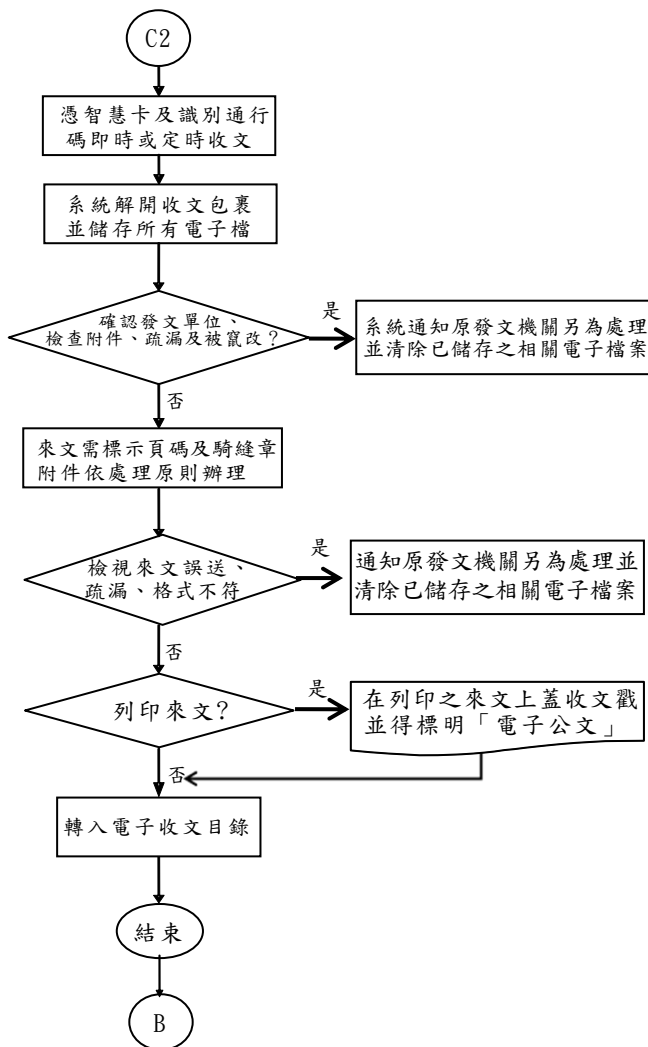 C2
憑智慧卡及識別通行
碼即時或定時收文
系統解開收文包裹
並儲存所有電子檔
確認發文單位、
檢查附件、疏漏及被竄改?
是
系統通知原發文機關另為處理
並清除已儲存之相關電子檔案
否
來文需標示頁碼及騎縫章
附件依處理原則辦理
檢視來文誤送、
疏漏、格式不符
是
通知原發文機關另為處理並
清除已儲存之相關電子檔案
否
列印來文?
是
在列印之來文上蓋收文戳
並得標明「電子公文」
否
轉入電子收文目錄
結束
B